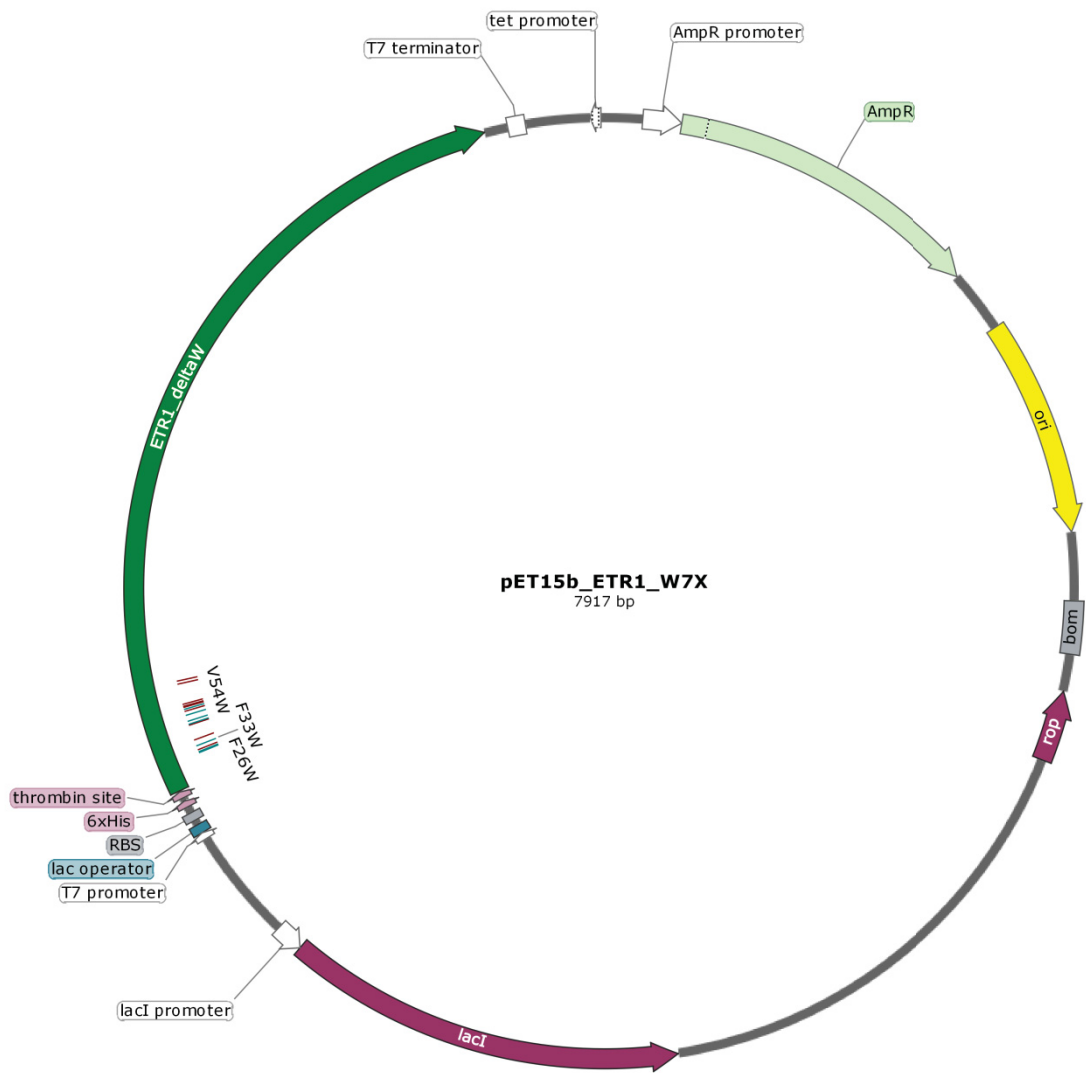 tet promoter
AmpR promoter
T7 terminator
AmpR
ETR1_deltaW
ori
pET15b_ETR1_W7X
7917 bp
bom
V54W
F33W
F26W
rop
thrombin site
6xHis
RBS
lac operator
T7 promoter
lacI promoter
lacI